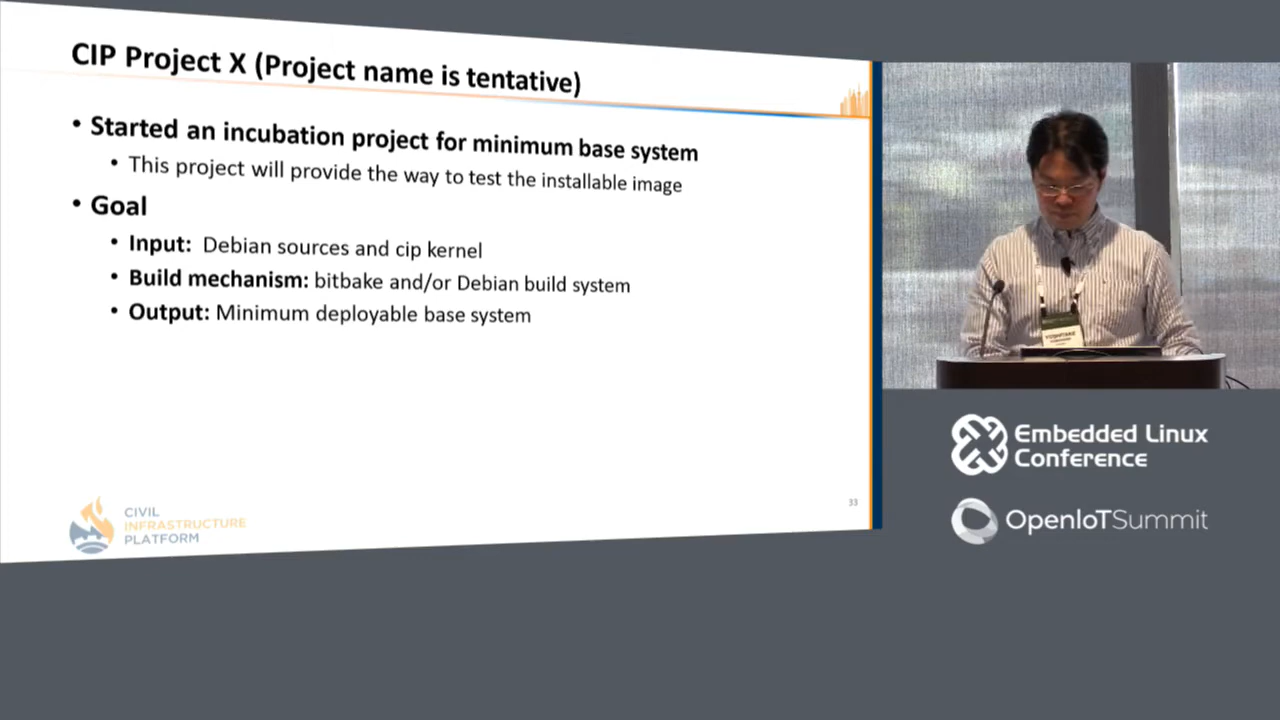 CIP Project X (Project name is tentative)
• Started an incubation project for minimum base system
• This project will provide the way to test the installable image
• Goal
• Input: Debian sources and cip kernel
• Build mechanism: bitbake and/or Debian build system
• Output: Minimum deployable base system
33
CIVIL
INFRASTRUCTURE
PLATFORM
YOSHITAKE
Embedded Linux
Conference
OpenIoTSummit